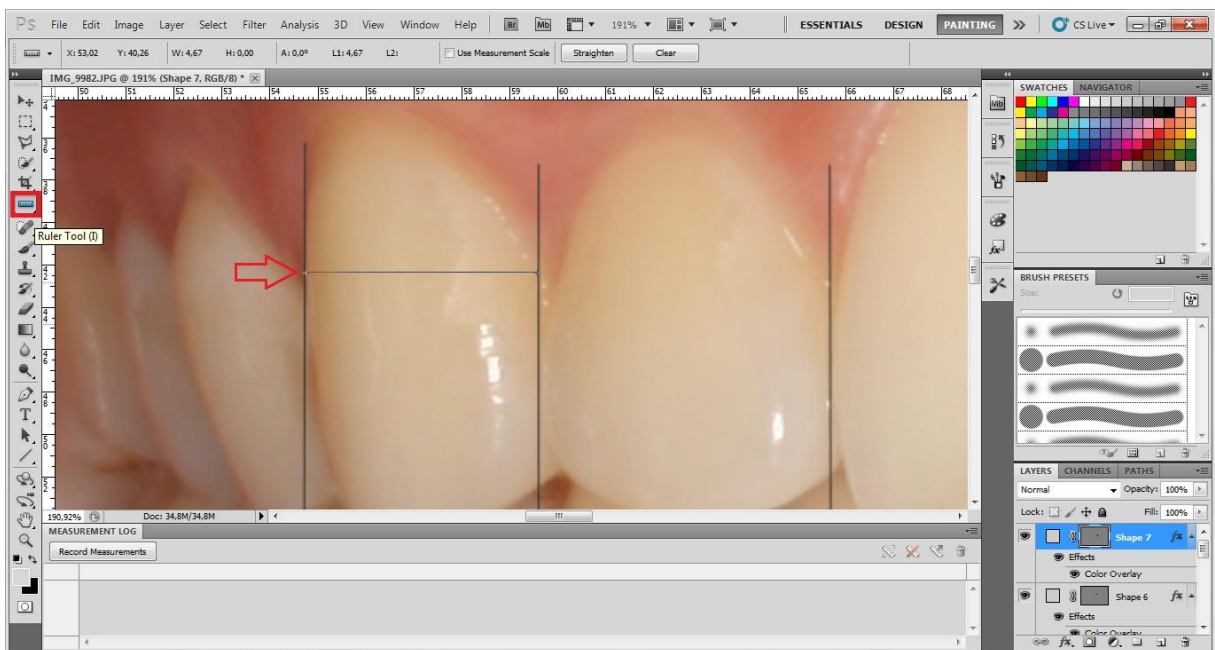 PS File Edit Image Layer Select Filter Analysis 3D View Window Help Br Mb 191% ESSENTIALS DESIGN PAINTING >> CS Live
X: 53,02 Y: 40,26 W: 4,67 H: 0,00 A: 0,0° L1: 4,67 L2: Use Measurement Scale Straighten Clear
IMG_9982.JPG @ 191% (Shape 7, RGB/8) *
50 51 52 53 54 55 56 57 58 59 60 61 62 63 64 65 66 67 68
Ruler Tool (I)
190,92% Doc: 34,8M/34,8M
MEASUREMENT LOG
Record Measurements
Mb
SWATCHES NAVIGATOR
BRUSH PRESETS
Size:
LAYERS CHANNELS PATHS
Normal Opacity: 100%
Lock: Fill: 100%
Shape 7 fx
Effects
Color Overlay
Shape 6 fx
Effects
Color Overlay
fx